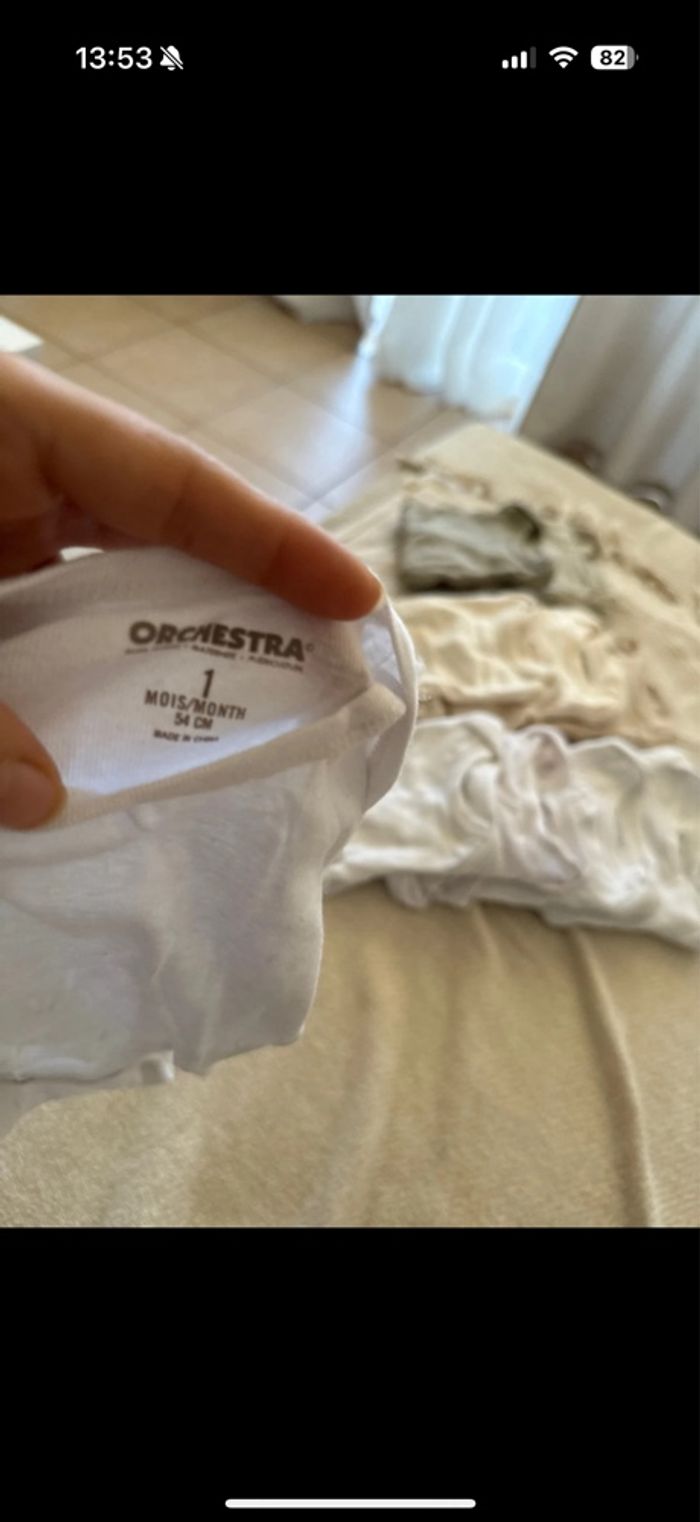 13:53
82
ORCHESTRA
1
MOIS/MONTH
54 CM
MADE IN CHINA